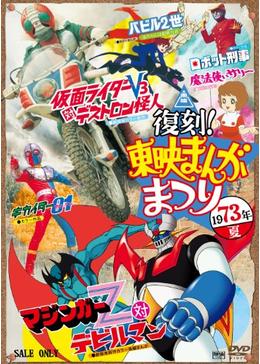 バビル2世
ロボット刑事
魔法使いサリー
仮面ライダーV3
対デストロン怪人
復刻!
東映まんが
まつり
1973年
夏
キカイダー01
マジンガーZ
対
デビルマン
SALE ONLY
DVD